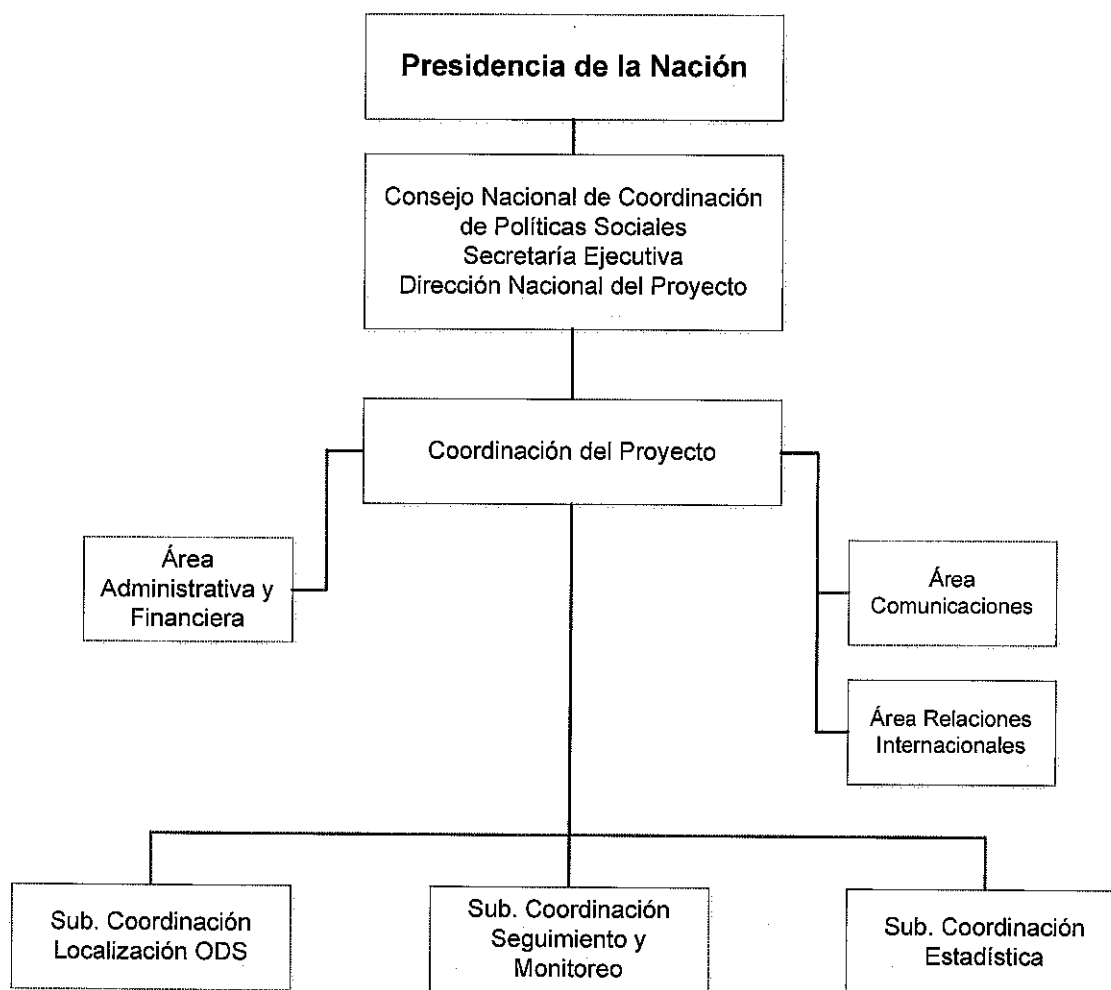 Presidencia de la Nación
Consejo Nacional de Coordinación
de Políticas Sociales
Secretaría Ejecutiva
Dirección Nacional del Proyecto
Coordinación del Proyecto
Área
Administrativa y
Financiera
Área
Comunicaciones
Área Relaciones
Internacionales
Sub. Coordinación
Localización ODS
Sub. Coordinación
Seguimiento y
Monitoreo
Sub. Coordinación
Estadística